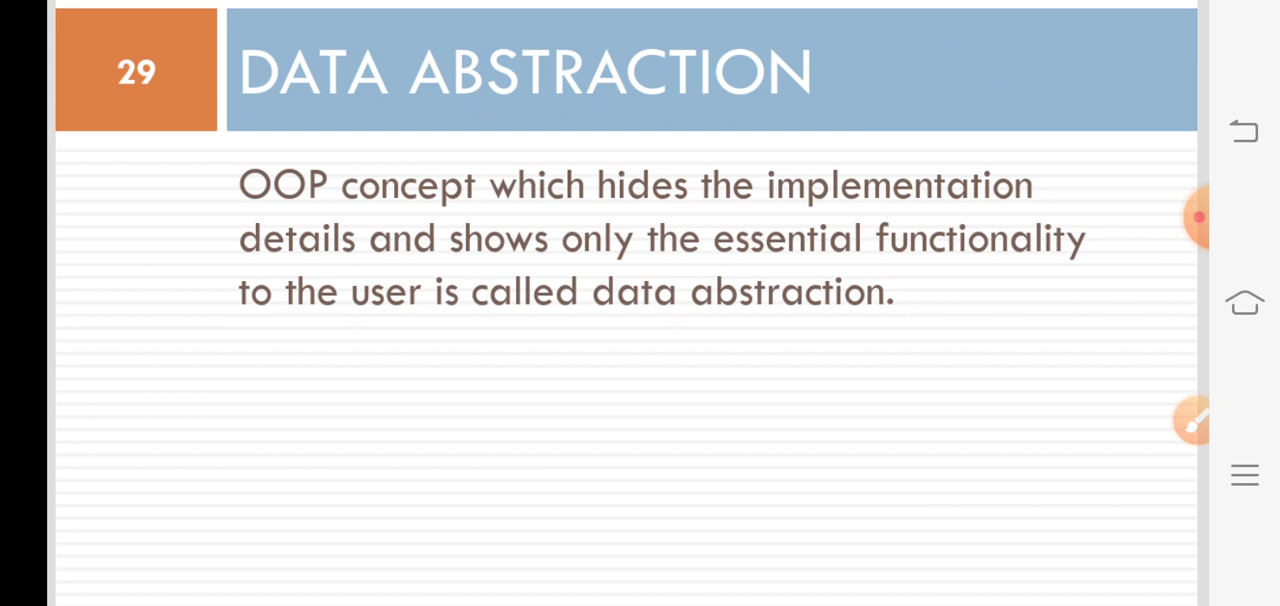 29
DATA ABSTRACTION
OOP concept which hides the implementation
details and shows only the essential functionality
to the user is called data abstraction.